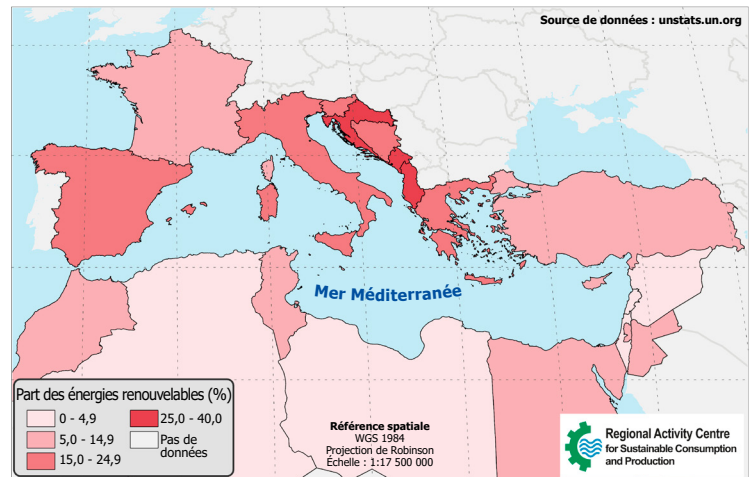 Source de données : unstats.un.org
Mer Méditerranée
Part des énergies renouvelables (%)
0 - 4,9
25,0 - 40,0
5,0 - 14,9
Pas de
données
15,0 - 24,9
Référence spatiale
WGS 1984
Projection de Robinson
Échelle : 1:17 500 000
Regional Activity Centre
for Sustainable Consumption
and Production